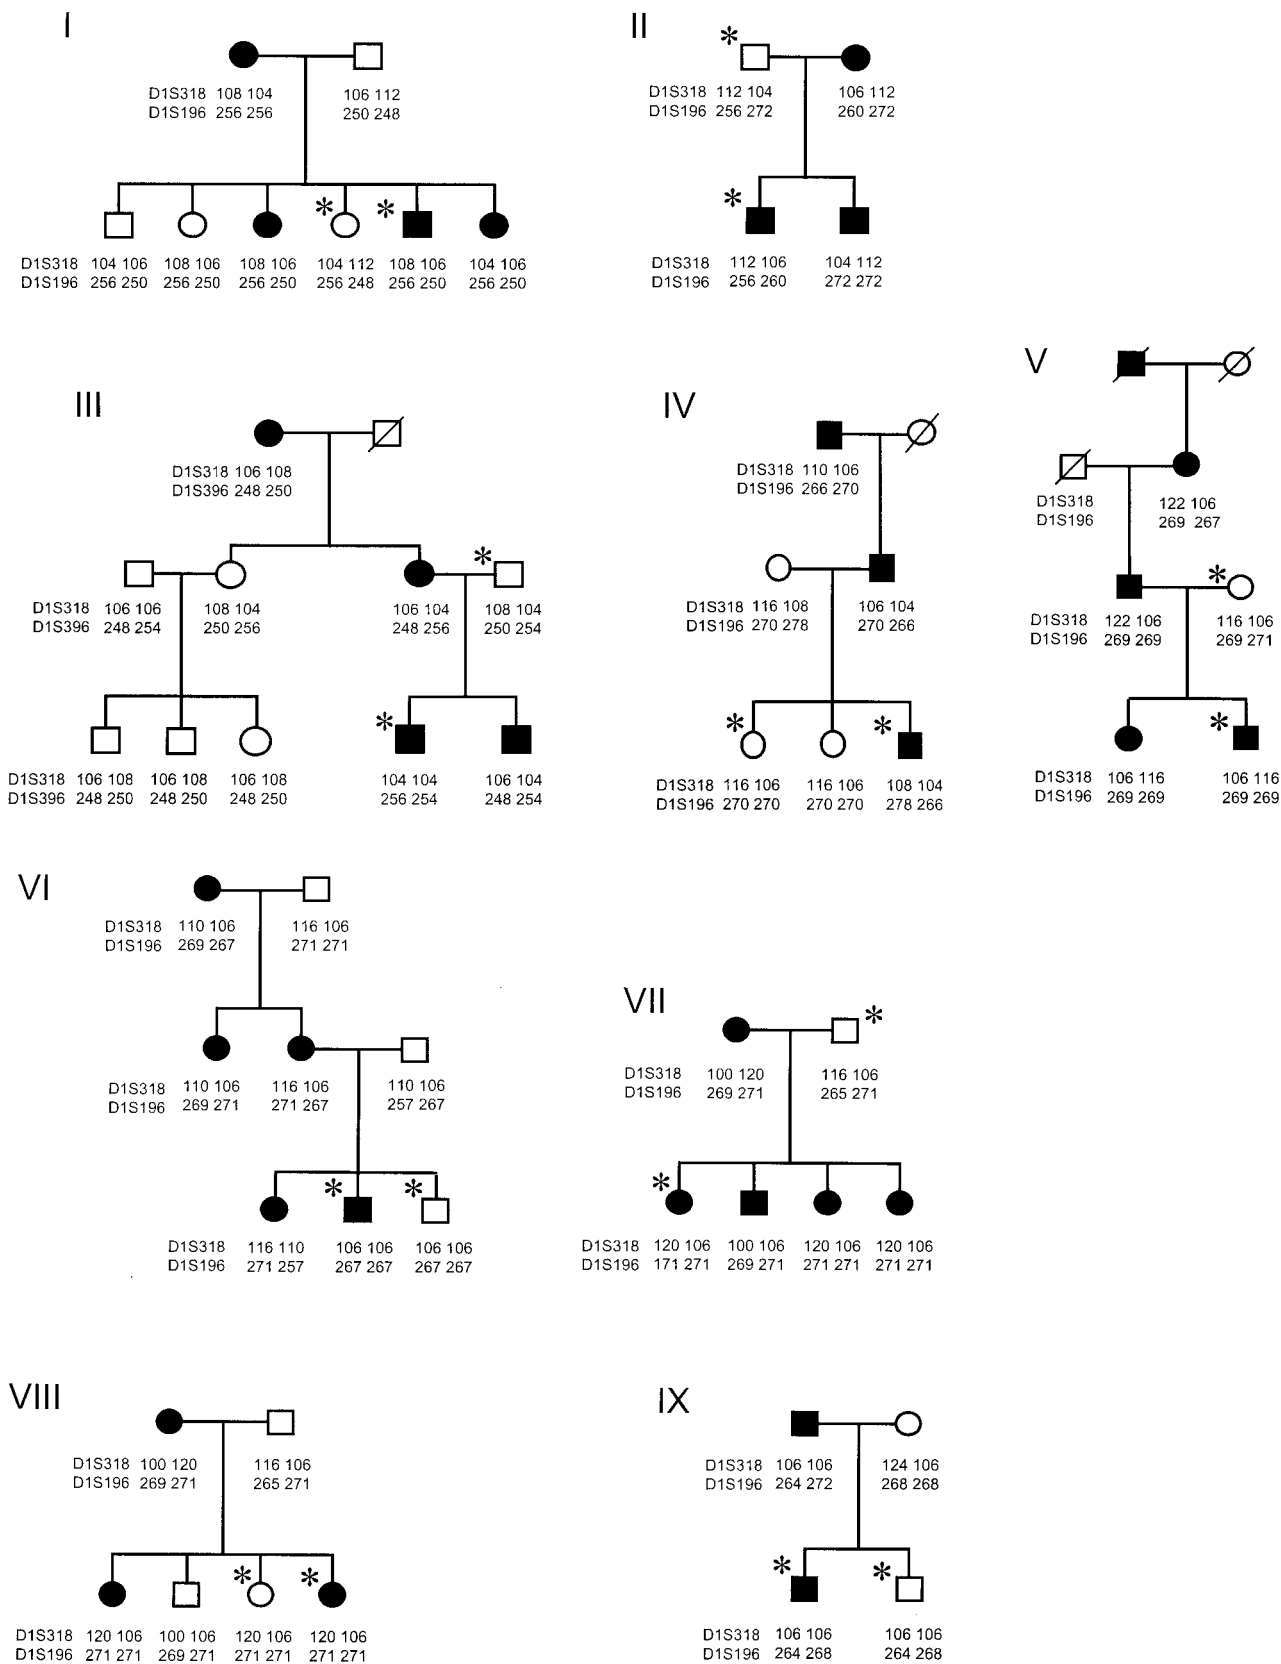 I
*
D1S318 108 104 106 112
D1S196 256 256 250 248
* *
D1S318 104 106 108 106 108 106 104 112 108 106 104 106
D1S196 256 250 256 250 256 250 256 248 256 250 256 250
II
D1S318 112 104 106 112
D1S196 256 272 260 272
*
D1S318 112 106 104 112
D1S196 256 260 272 272
III
D1S318 106 108
D1S396 248 250
*
D1S318 106 106 108 104 106 104 108 104
D1S396 248 254 250 256 248 256 250 254
*
D1S318 106 108 106 108 106 108 104 104 106 104
D1S396 248 250 248 250 248 250 256 254 248 254
IV
D1S318 110 106
D1S196 266 270
D1S318 116 108 106 104
D1S196 270 278 270 266
* *
D1S318 116 106 116 106 108 104
D1S196 270 270 270 270 278 266
V
D1S318 122 106
D1S196 269 267
*
D1S318 122 106 116 106
D1S196 269 269 269 271
*
D1S318 106 116 106 116
D1S196 269 269 269 269
VI
D1S318 110 106 116 106
D1S196 269 267 271 271
D1S318 110 106 116 106 110 106
D1S196 269 271 271 267 257 267
* *
D1S318 116 110 106 106 106 106
D1S196 271 257 267 267 267 267
VII
*
D1S318 100 120 116 106
D1S196 269 271 265 271
*
D1S318 120 106 100 106 120 106 120 106
D1S196 171 271 269 271 271 271 271 271
VIII
D1S318 100 120 116 106
D1S196 269 271 265 271
* *
D1S318 120 106 100 106 120 106 120 106
D1S196 271 271 269 271 271 271 271 271
IX
D1S318 106 106 124 106
D1S196 264 272 268 268
* *
D1S318 106 106 106 106
D1S196 264 268 264 268